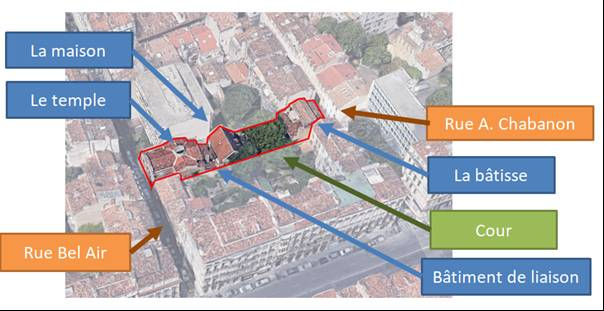 La maison
Le temple
Rue A. Chabanon
La bâtisse
Cour
Rue Bel Air
Bâtiment de liaison